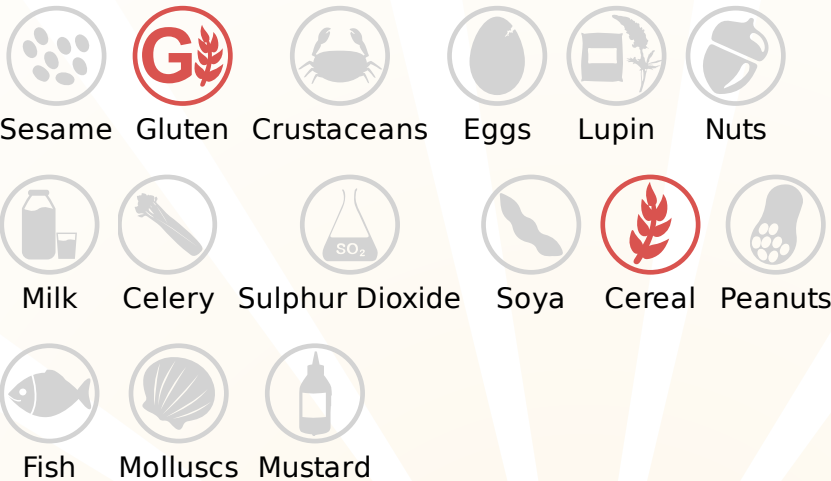 G
Sesame Gluten Crustaceans Eggs Lupin Nuts
SO₂
Milk Celery Sulphur Dioxide Soya Cereal Peanuts
Fish Molluscs Mustard